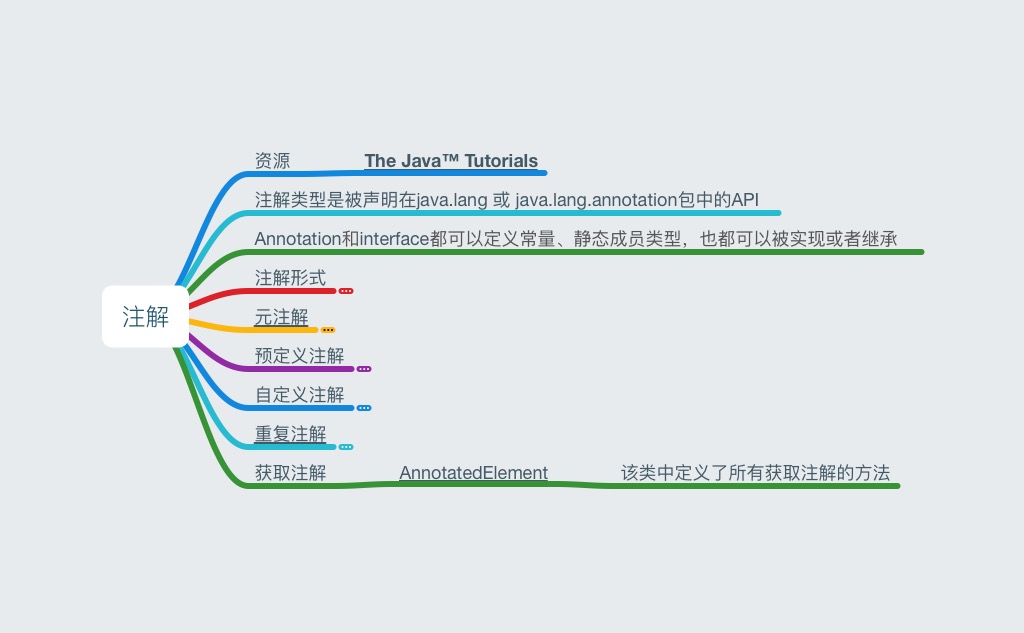 资源 The Java™ Tutorials
注解类型是被声明在java.lang 或 java.lang.annotation包中的API
Annotation和interface都可以定义常量、静态成员类型，也都可以被实现或者继承
注解形式
注解
元注解
预定义注解
自定义注解
重复注解
获取注解 AnnotatedElement 该类中定义了所有获取注解的方法